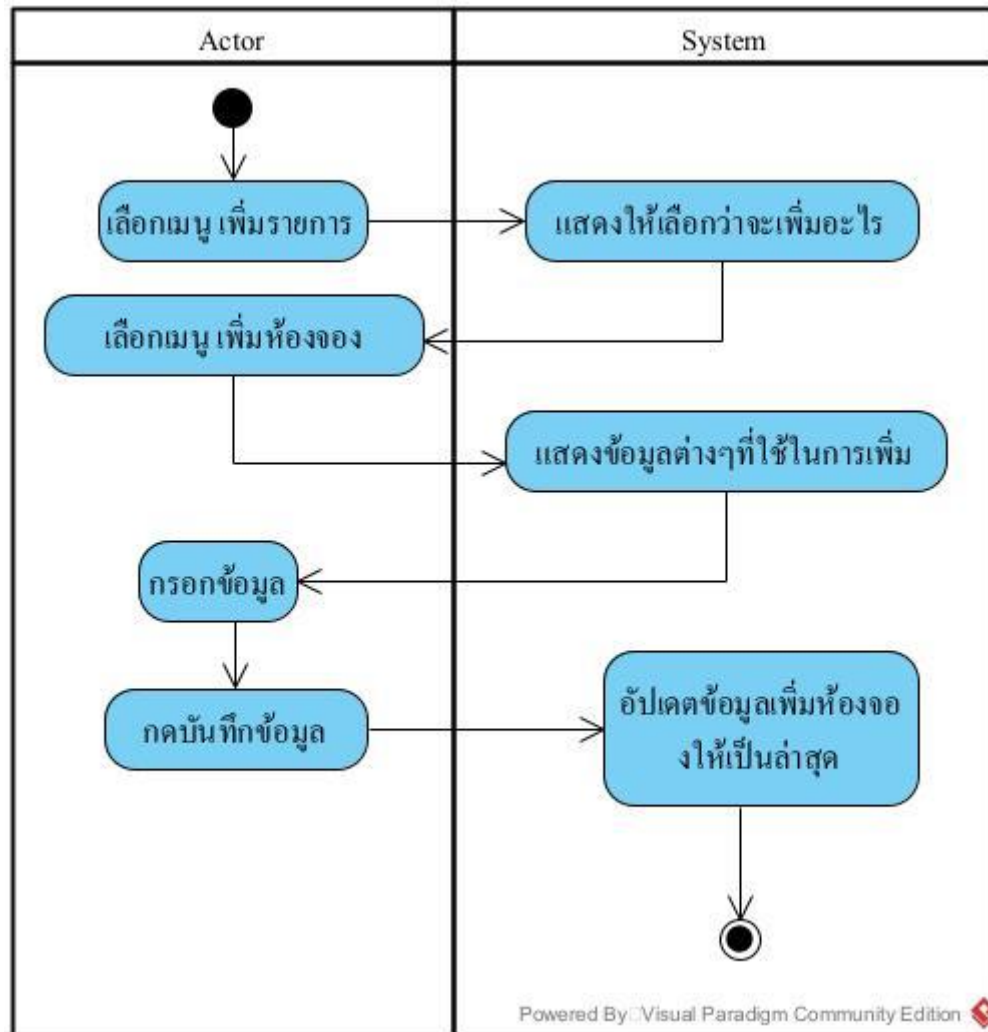 Actor
System
เลือกเมนู เพิ่มรายการ
แสดงให้เลือกว่าจะเพิ่มอะไร
เลือกเมนู เพิ่มห้องจอง
แสดงข้อมูลต่างๆที่ใช้ในการเพิ่ม
กรอกข้อมูล
กดบันทึกข้อมูล
อัปเดตข้อมูลเพิ่มห้องจอ
งให้เป็นล่าสุด
Powered By Visual Paradigm Community Edition